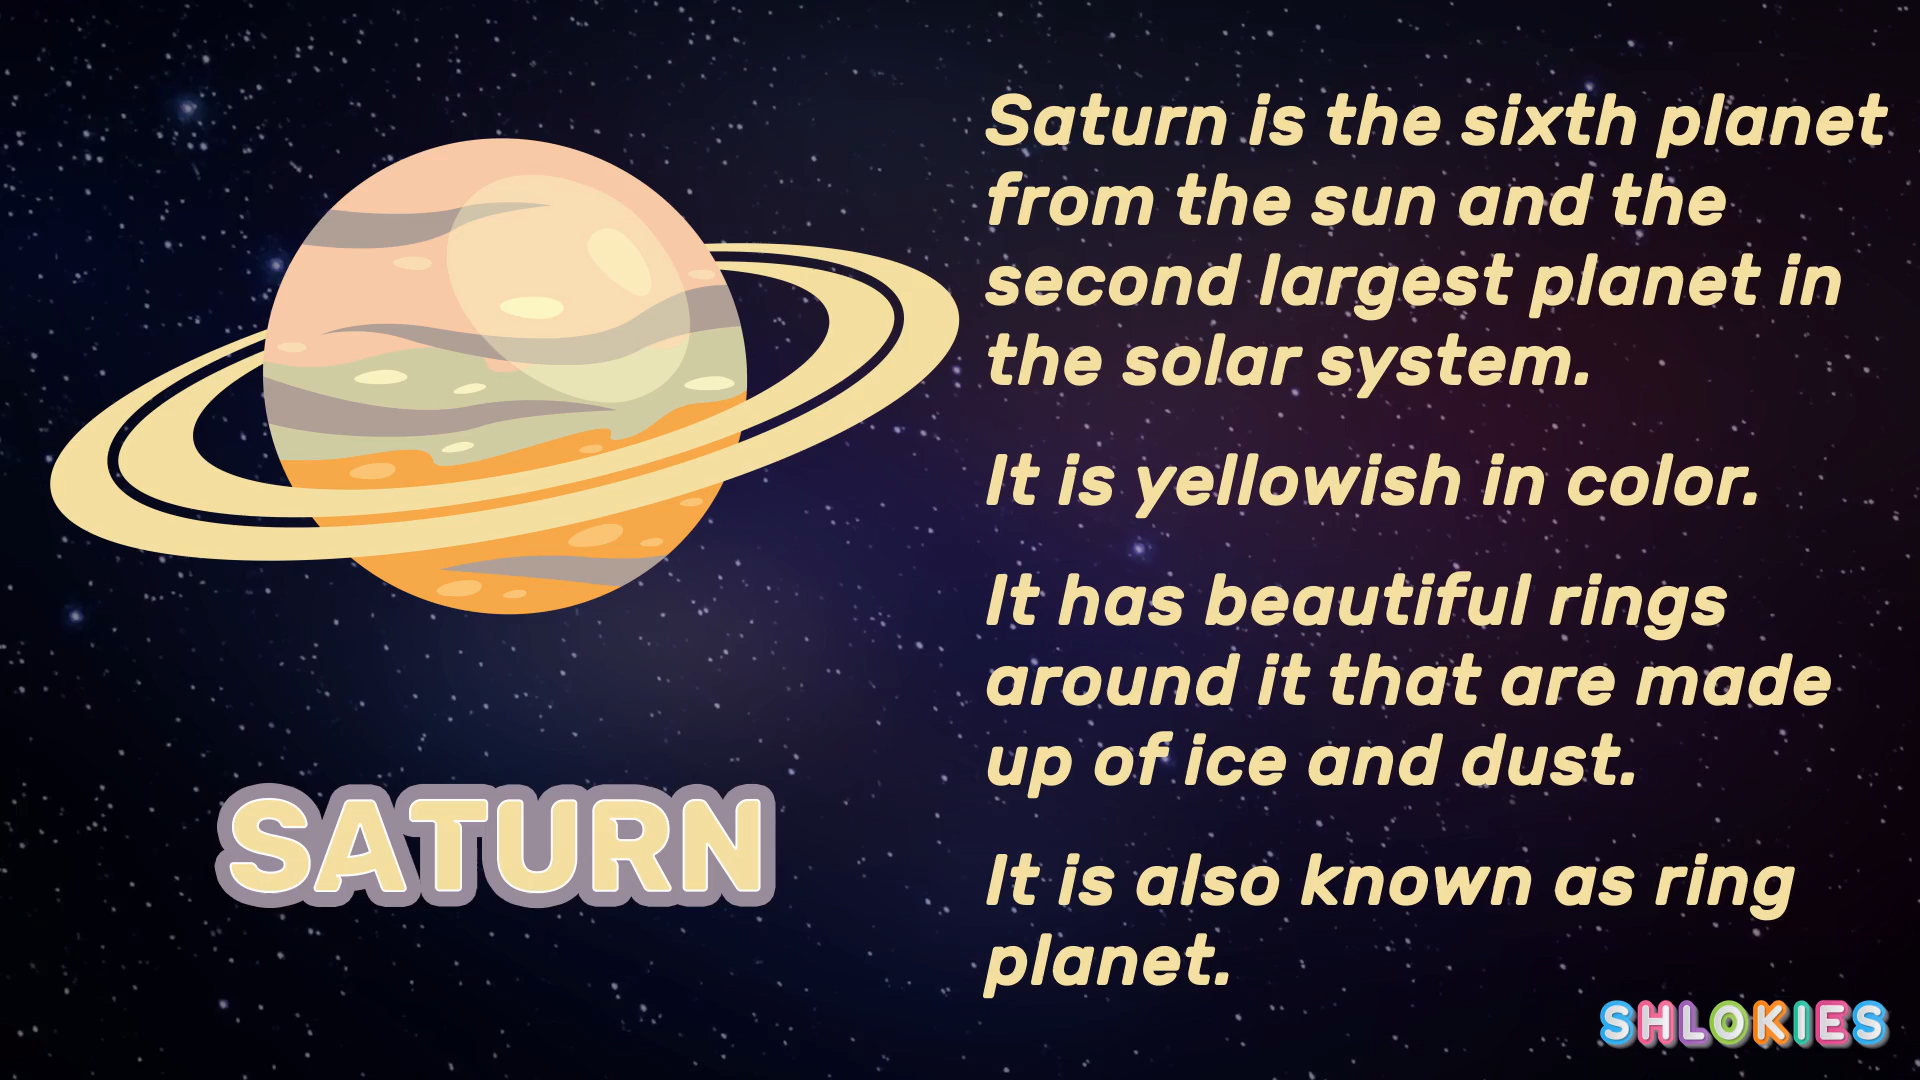 Saturn is the sixth planet
from the sun and the
second largest planet in
the solar system.
It is yellowish in color.
It has beautiful rings
around it that are made
up of ice and dust.
It is also known as ring
planet.
SATURN
SHLOKIES